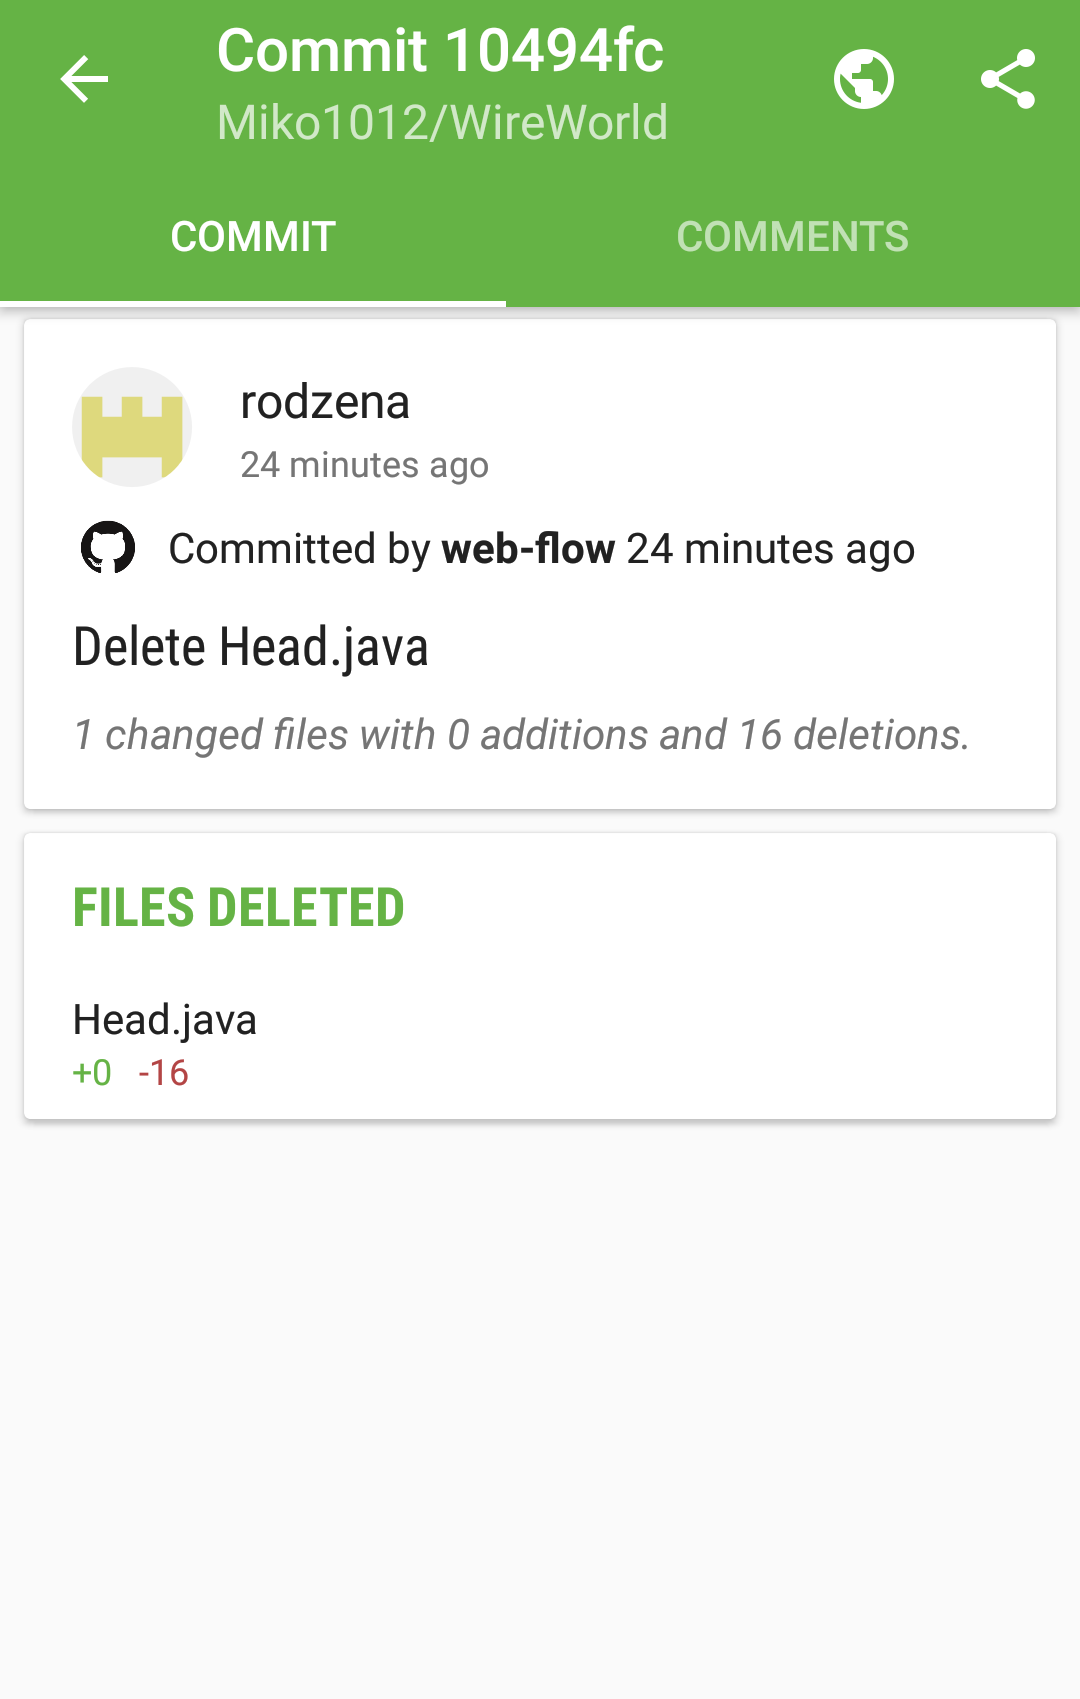 Commit 10494fc
Miko1012/WireWorld
COMMIT
COMMENTS
rodzena
24 minutes ago
Committed by web-flow 24 minutes ago
Delete Head.java
1 changed files with 0 additions and 16 deletions.
FILES DELETED
Head.java
+0 -16